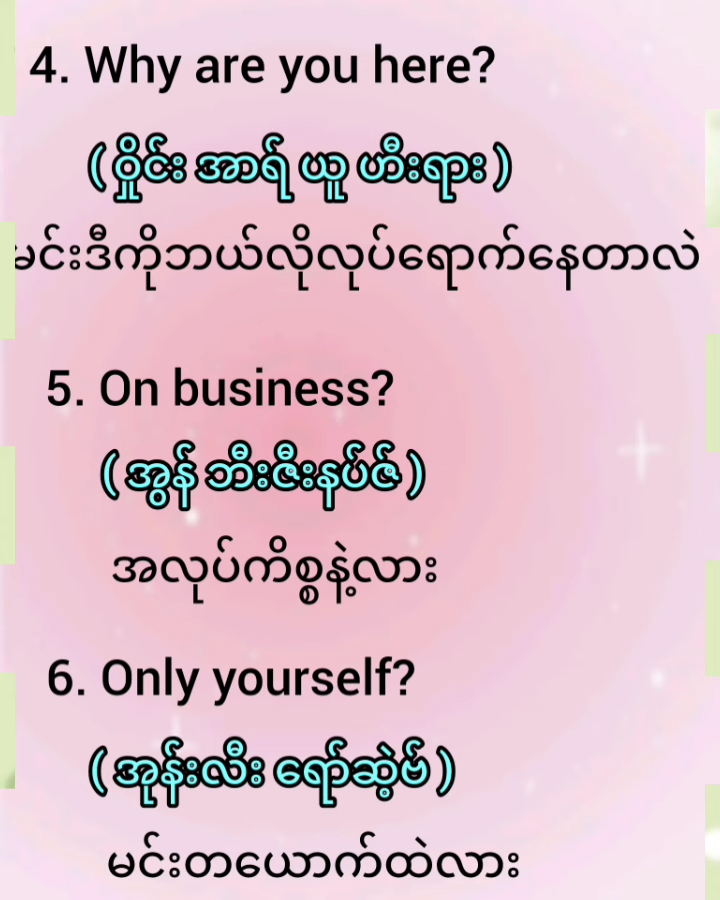 4. Why are you here?
(ဝှိုင်း အာရ် ယူ ဟီးရား)
မင်းဒီကိုဘယ်လိုလုပ်ရောက်နေတာလဲ
5. On business?
(အွန် ဘီးဇီးနပ်ဇ်)
အလုပ်ကိစ္စနဲ့လား
6. Only yourself?
(အုန်းလီး ရော်ဆဲ့ဗ်)
မင်းတယောက်ထဲလား